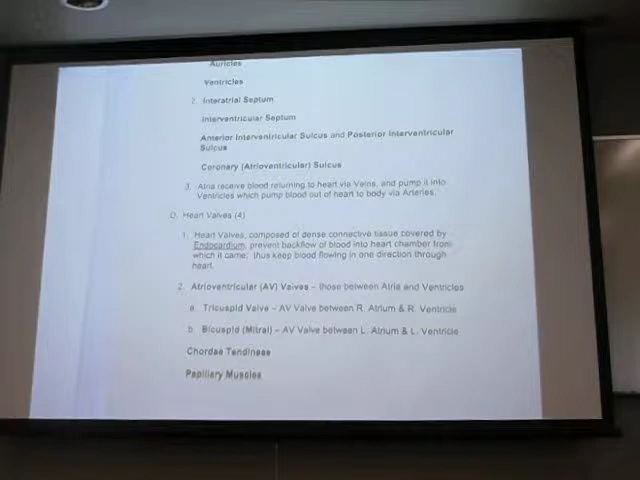 Auricles
Ventricles
2. Interatrial Septum
Interventricular Septum
Anterior Interventricular Sulcus and Posterior Interventricular
Sulcus
Coronary (Atrioventricular) Sulcus
3. Atria receive blood returning to heart via Veins, and pump it into
Ventricles which pump blood out of heart to body via Arteries.
D. Heart Valves (4)
1. Heart Valves, composed of dense connective tissue covered by
Endocardium, prevent backflow of blood into heart chamber from
which it came; thus keep blood flowing in one direction through
heart.
2. Atrioventricular (AV) Valves – those between Atria and Ventricles
a. Tricuspid Valve – AV Valve between R. Atrium & R. Ventricle
b. Bicuspid (Mitral) – AV Valve between L. Atrium & L. Ventricle
Chordae Tendineae
Papillary Muscles